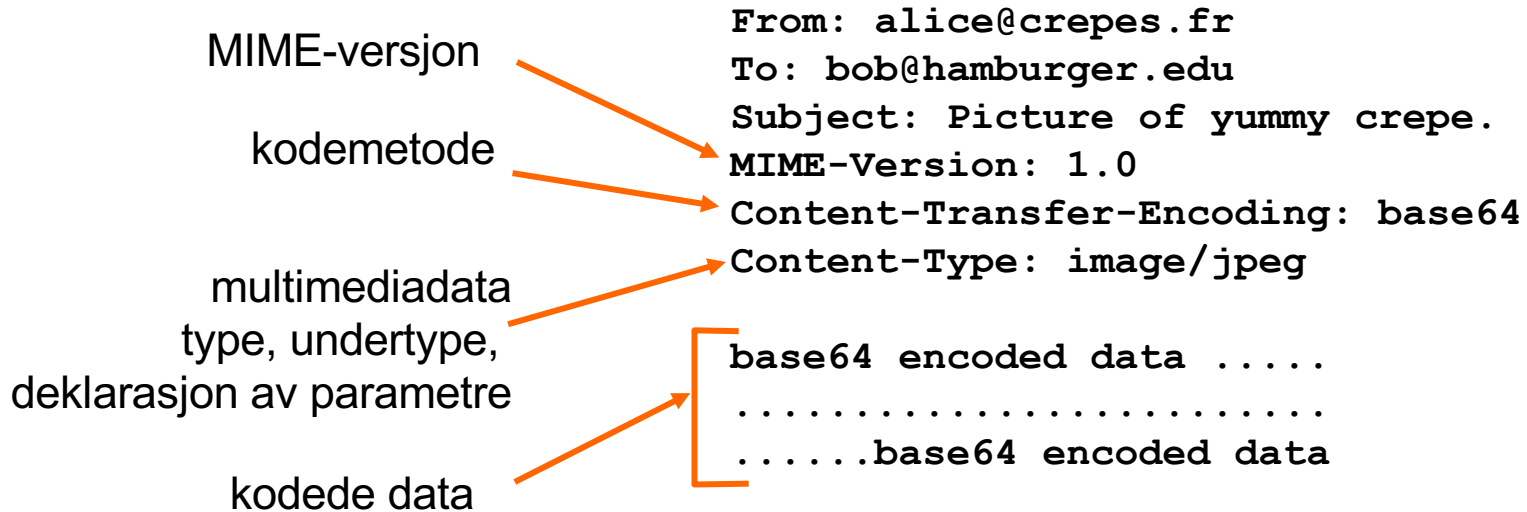 MIME-versjon
kodemetode
multimediadata
type, undertype,
deklarasjon av parametre
kodede data
From: alice@crepes.fr
To: bob@hamburger.edu
Subject: Picture of yummy crepe.
MIME-Version: 1.0
Content-Transfer-Encoding: base64
Content-Type: image/jpeg
base64 encoded data .....
.........................
......base64 encoded data